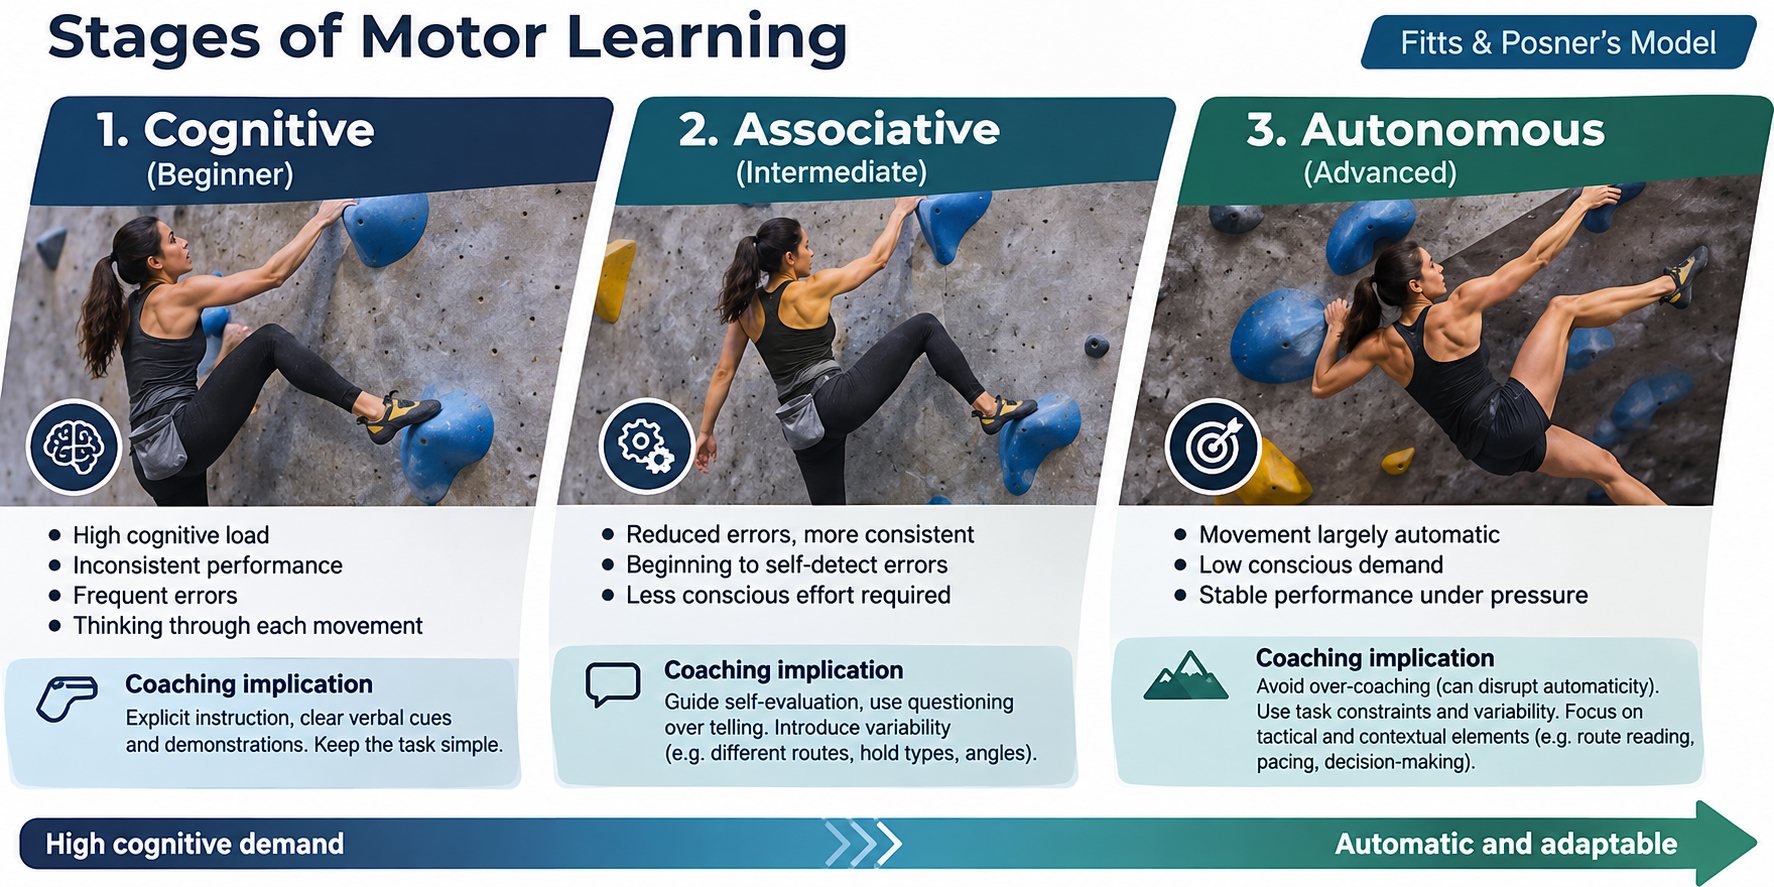 Stages of Motor Learning
Fitts & Posner's Model
1. Cognitive
(Beginner)
• High cognitive load
• Inconsistent performance
• Frequent errors
• Thinking through each movement
Coaching implication
Explicit instruction, clear verbal cues
and demonstrations. Keep the task simple.
2. Associative
(Intermediate)
• Reduced errors, more consistent
• Beginning to self-detect errors
• Less conscious effort required
Coaching implication
Guide self-evaluation, use questioning
over telling. Introduce variability
(e.g. different routes, hold types, angles).
3. Autonomous
(Advanced)
• Movement largely automatic
• Low conscious demand
• Stable performance under pressure
Coaching implication
Avoid over-coaching (can disrupt automaticity).
Use task constraints and variability. Focus on
tactical and contextual elements (e.g. route reading,
pacing, decision-making).
High cognitive demand
Automatic and adaptable